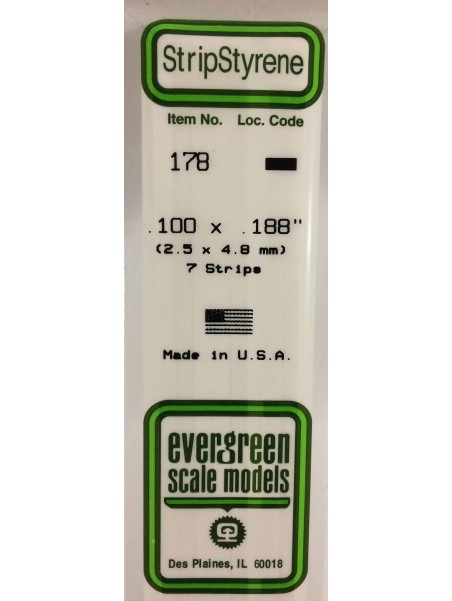 StripStyrene
Item No. Loc. Code
178
.100 x .188"
(2.5 x 4.8 mm)
7 Strips
Made in U.S.A.
evergreen
scale models
Des Plaines, IL 60018